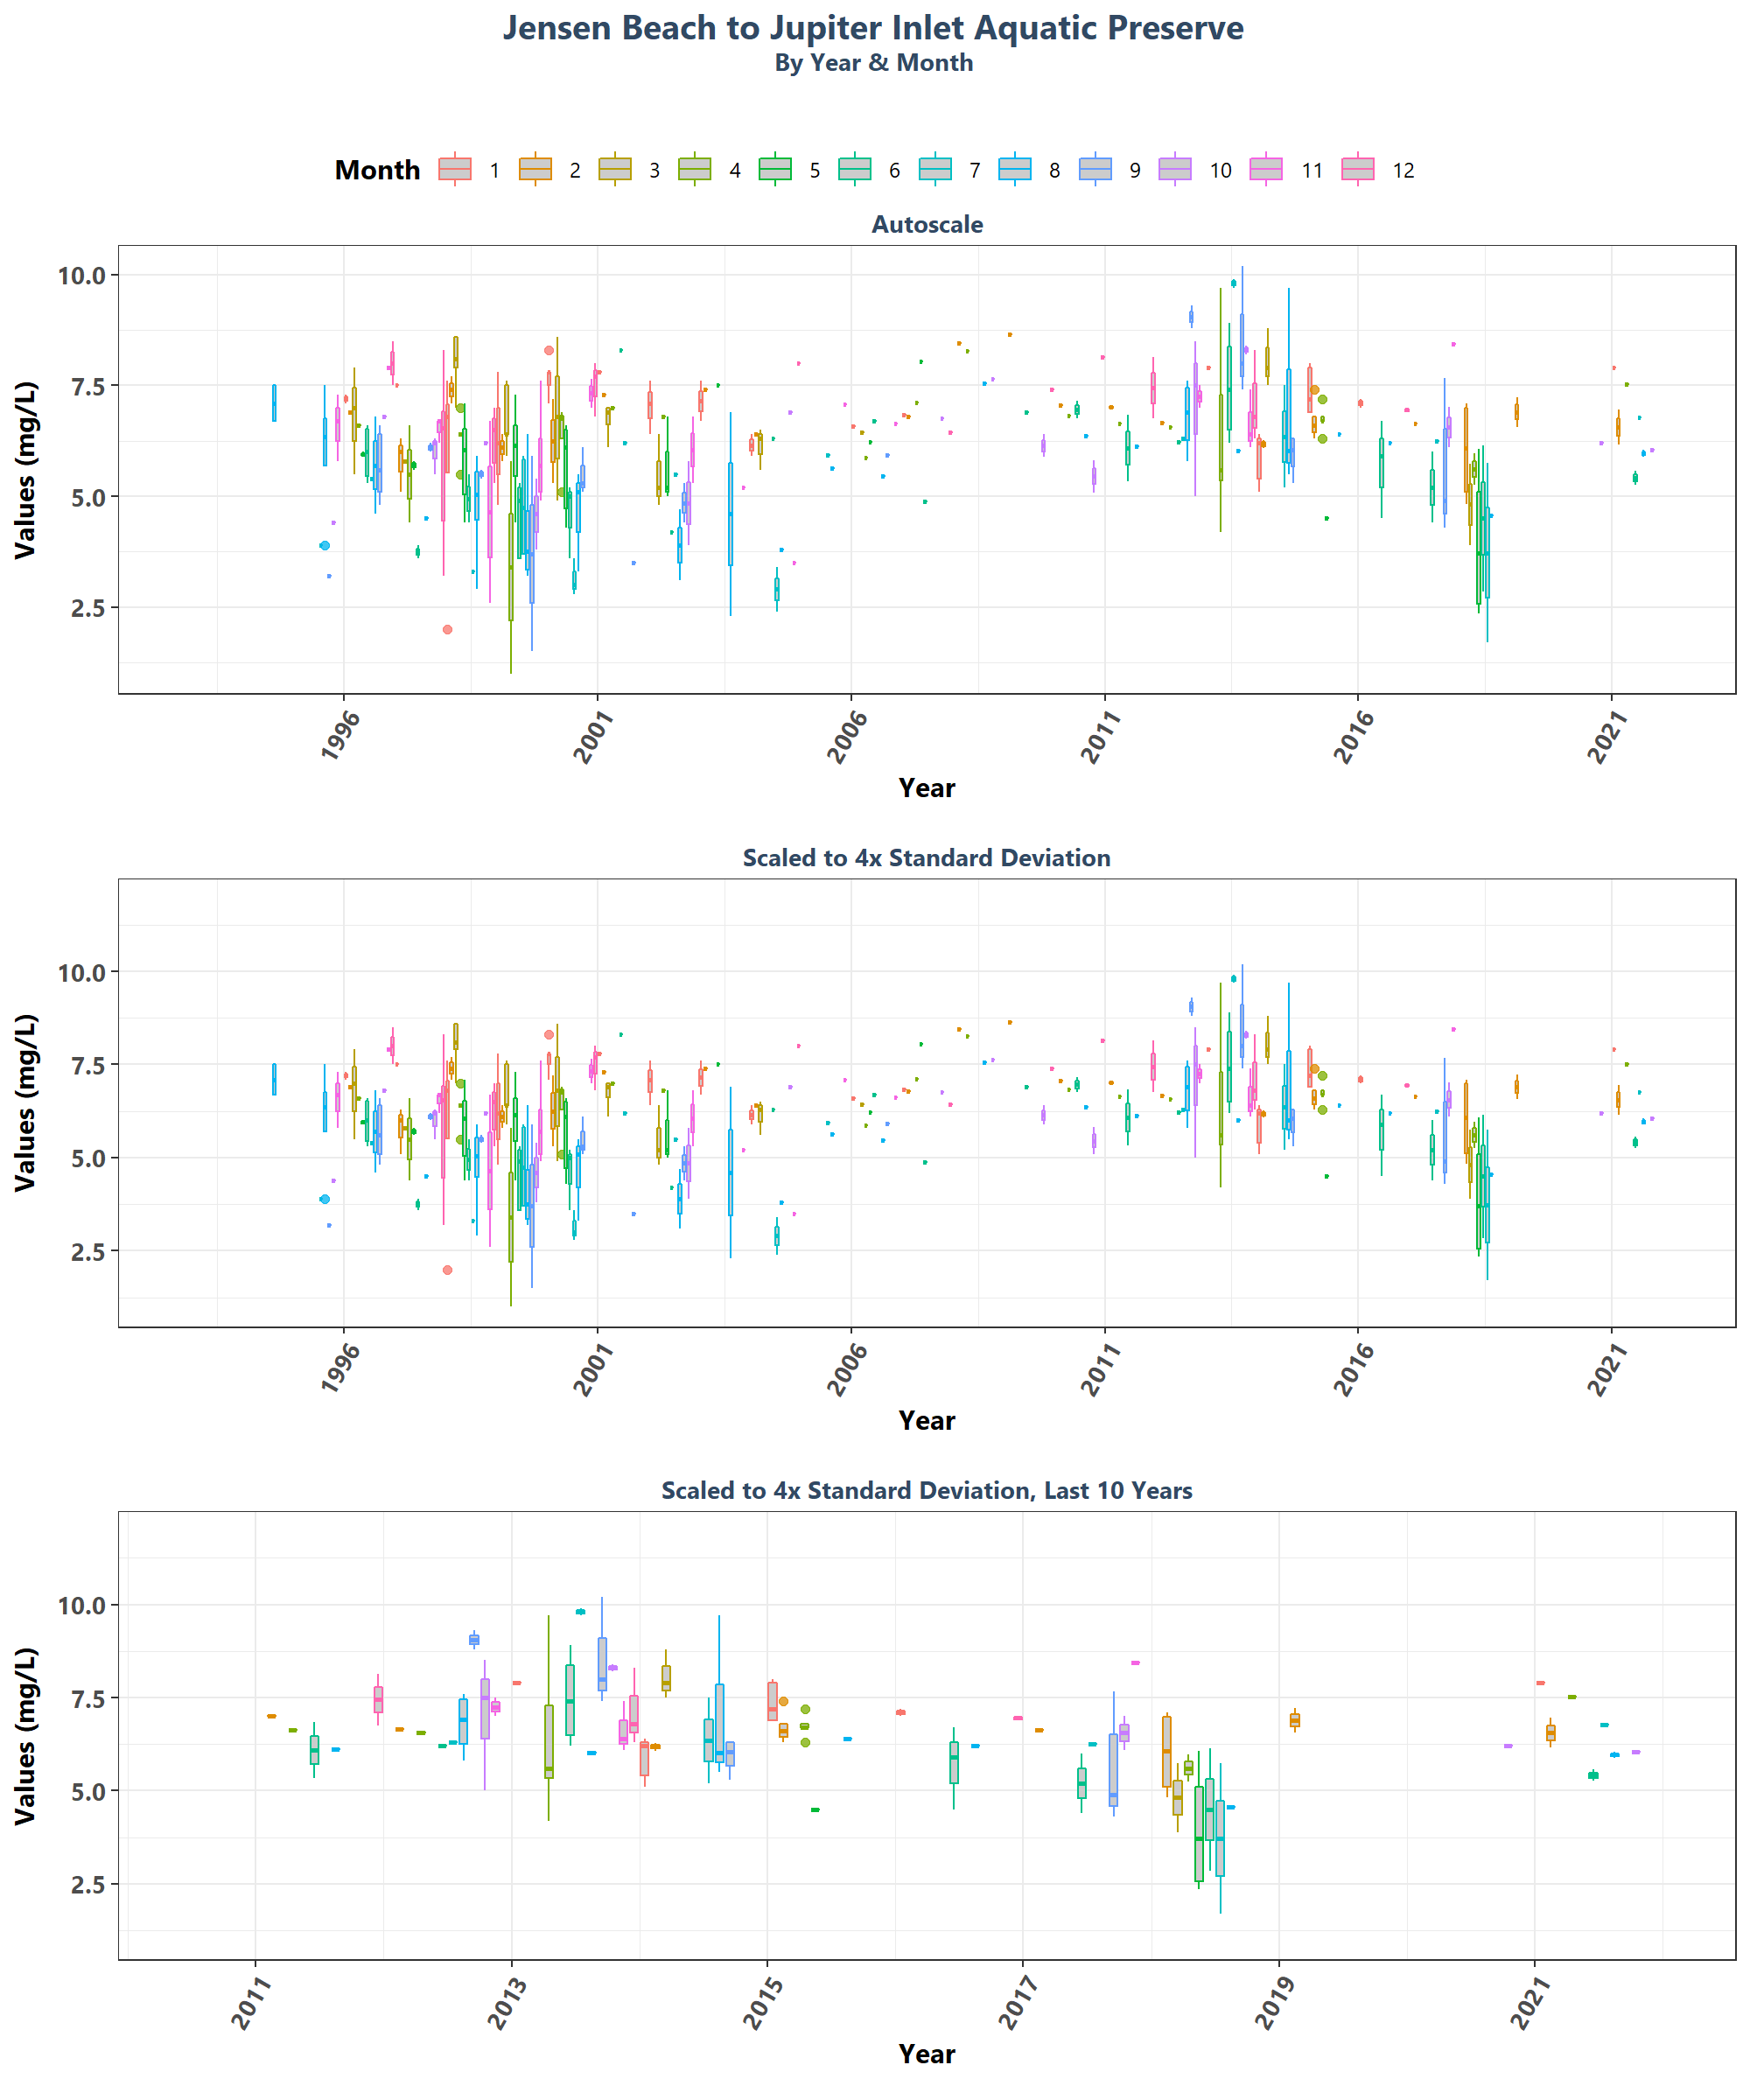 Jensen Beach to Jupiter Inlet Aquatic Preserve
By Year & Month
Month 1 2 3 4 5 6 7 8 9 10 11 12
Autoscale
Values (mg/L)
10.0
7.5
5.0
2.5
1996 2001 2006 2011 2016 2021
Year
Scaled to 4x Standard Deviation
Values (mg/L)
10.0
7.5
5.0
2.5
1996 2001 2006 2011 2016 2021
Year
Scaled to 4x Standard Deviation, Last 10 Years
Values (mg/L)
10.0
7.5
5.0
2.5
2011 2013 2015 2017 2019 2021
Year